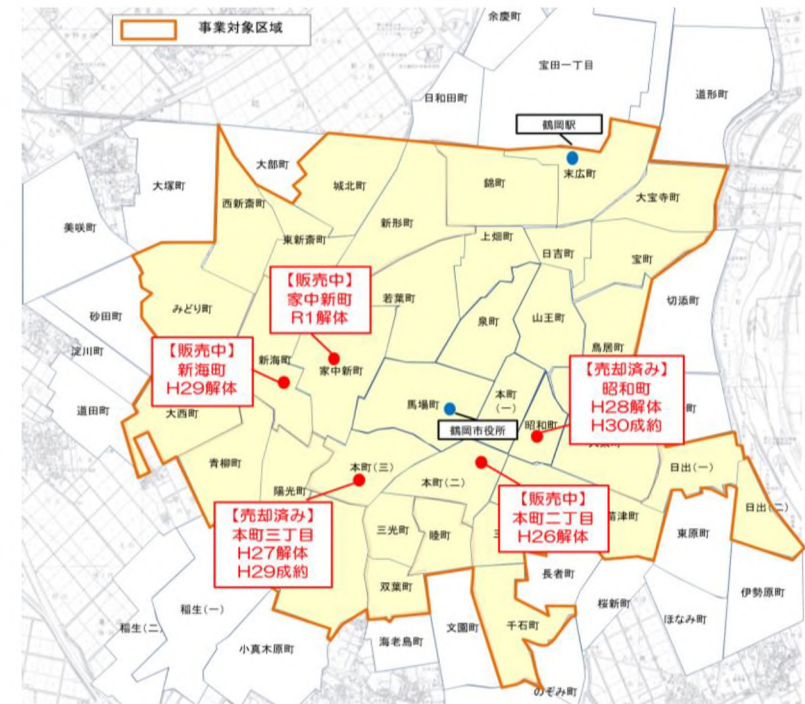 事業対象区域
余慶町
宝田一丁目
日和田町
道形町
鶴岡駅
大部町
末広町
大塚町
城北町
錦町
西新斎町
大宝寺町
美咲町
新形町
上畑町
東新斎町
日吉町
宝町
【販売中】
家中新町
R1解体
若葉町
切添町
みどり町
砂田町
泉町
山王町
鳥居町
淀川町
【販売中】
新海町
H29解体
新海町
家中新町
【売却済み】
昭和町
H28解体
H30成約
道田町
大西町
馬場町
本町
(一)
町
昭和町
鶴岡市役所
青柳町
日出(一)
陽光町
本町(三)
本町(二)
【売却済み】
本町三丁目
H27解体
H29成約
【販売中】
本町二丁目
H26解体
日出(二)
三光町
睦町
苗津町
東原町
双葉町
長者町
伊勢原町
稲生(一)
稲生(二)
桜新町
ほなみ町
小真木原町
海老島町
文園町
千石町
のぞみ町